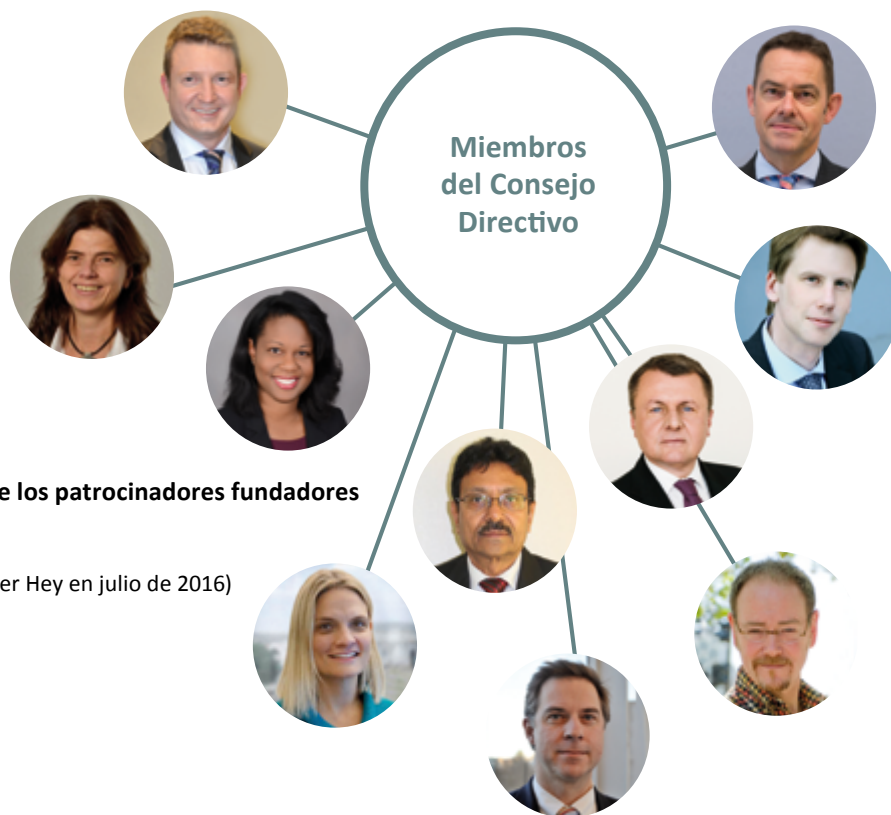 Miembros
del Consejo
Directivo
e los patrocinadores fundadores
er Hey en julio de 2016)